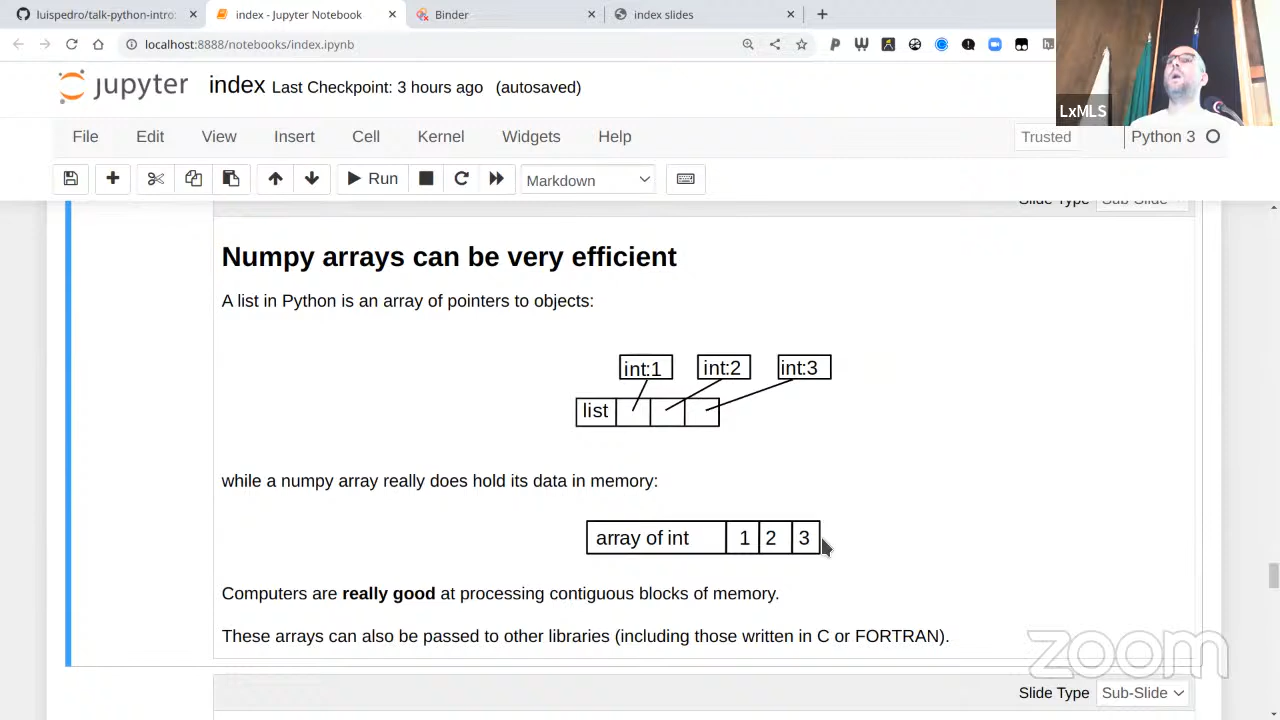 luispedro/talk-python-intro:
index - Jupyter Notebook
Binder
index slides
localhost:8888/notebooks/index.ipynb
LxMLS
jupyter
index Last Checkpoint: 3 hours ago (autosaved)
File Edit View Insert Cell Kernel Widgets Help
Trusted
Python 3
Run
Markdown
Slide Type Sub-Slide
Numpy arrays can be very efficient
A list in Python is an array of pointers to objects:
int:1 int:2 int:3
list
while a numpy array really does hold its data in memory:
array of int 1 2 3
Computers are really good at processing contiguous blocks of memory.
These arrays can also be passed to other libraries (including those written in C or FORTRAN).
zoom
Slide Type Sub-Slide